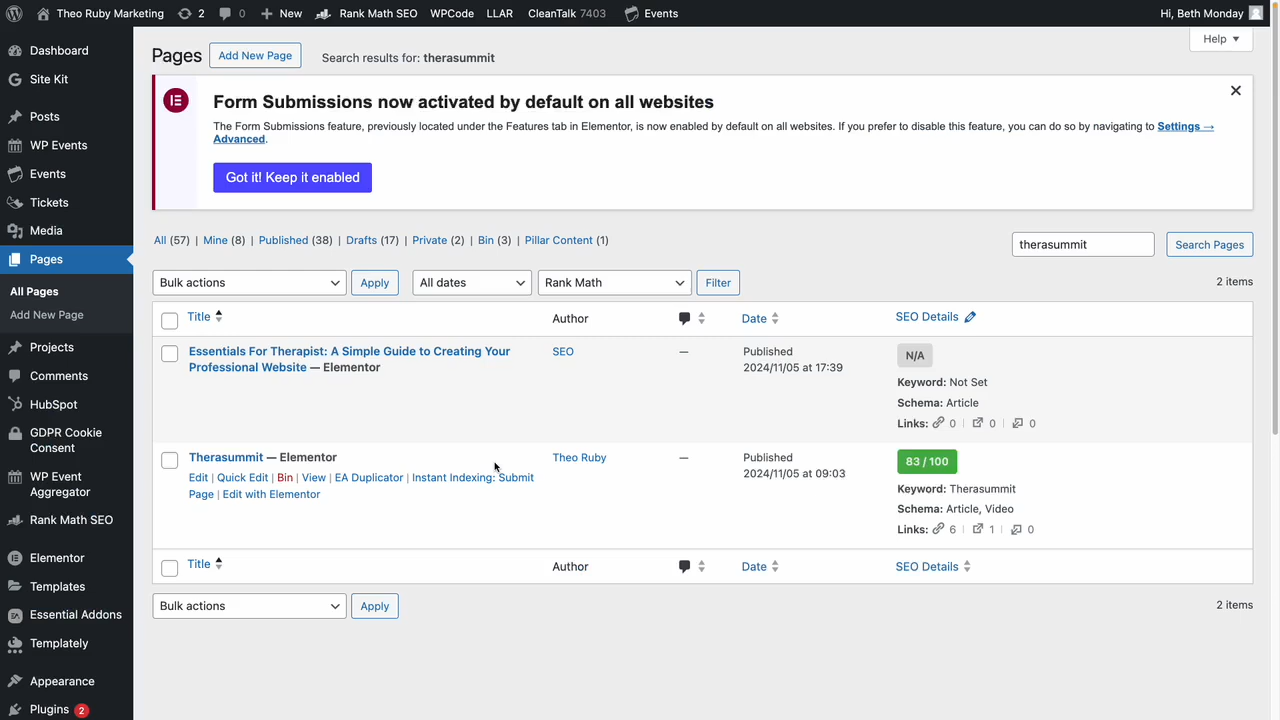 Theo Ruby Marketing 2 0 New Rank Math SEO WPCode LLAR CleanTalk 7403 Events Hi, Beth Monday
Help
Dashboard
Site Kit
Posts
WP Events
Events
Tickets
Media
Pages
All Pages
Add New Page
Projects
Comments
HubSpot
GDPR Cookie
Consent
WP Event
Aggregator
Rank Math SEO
Elementor
Templates
Essential Addons
Templately
Appearance
Plugins 2
Pages Add New Page Search results for: therasummit
Form Submissions now activated by default on all websites
The Form Submissions feature, previously located under the Features tab in Elementor, is now enabled by default on all websites. If you prefer to disable this feature, you can do so by navigating to Settings →
Advanced.
Got it! Keep it enabled
All (57) | Mine (8) | Published (38) | Drafts (17) | Private (2) | Bin (3) | Pillar Content (1)
therasummit Search Pages
Bulk actions Apply All dates Rank Math Filter 2 items
Title Author Date SEO Details
Essentials For Therapist: A Simple Guide to Creating Your
Professional Website — Elementor
SEO
—
Published
2024/11/05 at 17:39
N/A
Keyword: Not Set
Schema: Article
Links: 0 | 0 | 0
Therasummit — Elementor
Edit | Quick Edit | Bin | View | EA Duplicator | Instant Indexing: Submit
Page | Edit with Elementor
Theo Ruby
—
Published
2024/11/05 at 09:03
83 / 100
Keyword: Therasummit
Schema: Article, Video
Links: 6 | 1 | 0
Title Author Date SEO Details
Bulk actions Apply 2 items